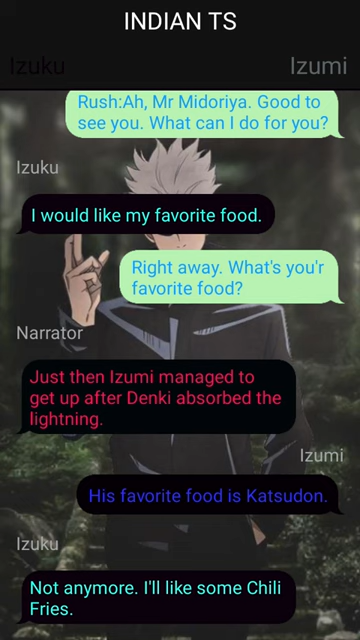 INDIAN TS
Izuku
Izumi
Rush:Ah, Mr Midoriya. Good to
see you. What can I do for you?
Izuku
I would like my favorite food.
Right away. What's you'r
favorite food?
Narrator
Just then Izumi managed to
get up after Denki absorbed the
lightning.
Izumi
His favorite food is Katsudon.
Izuku
Not anymore. I'll like some Chili
Fries.